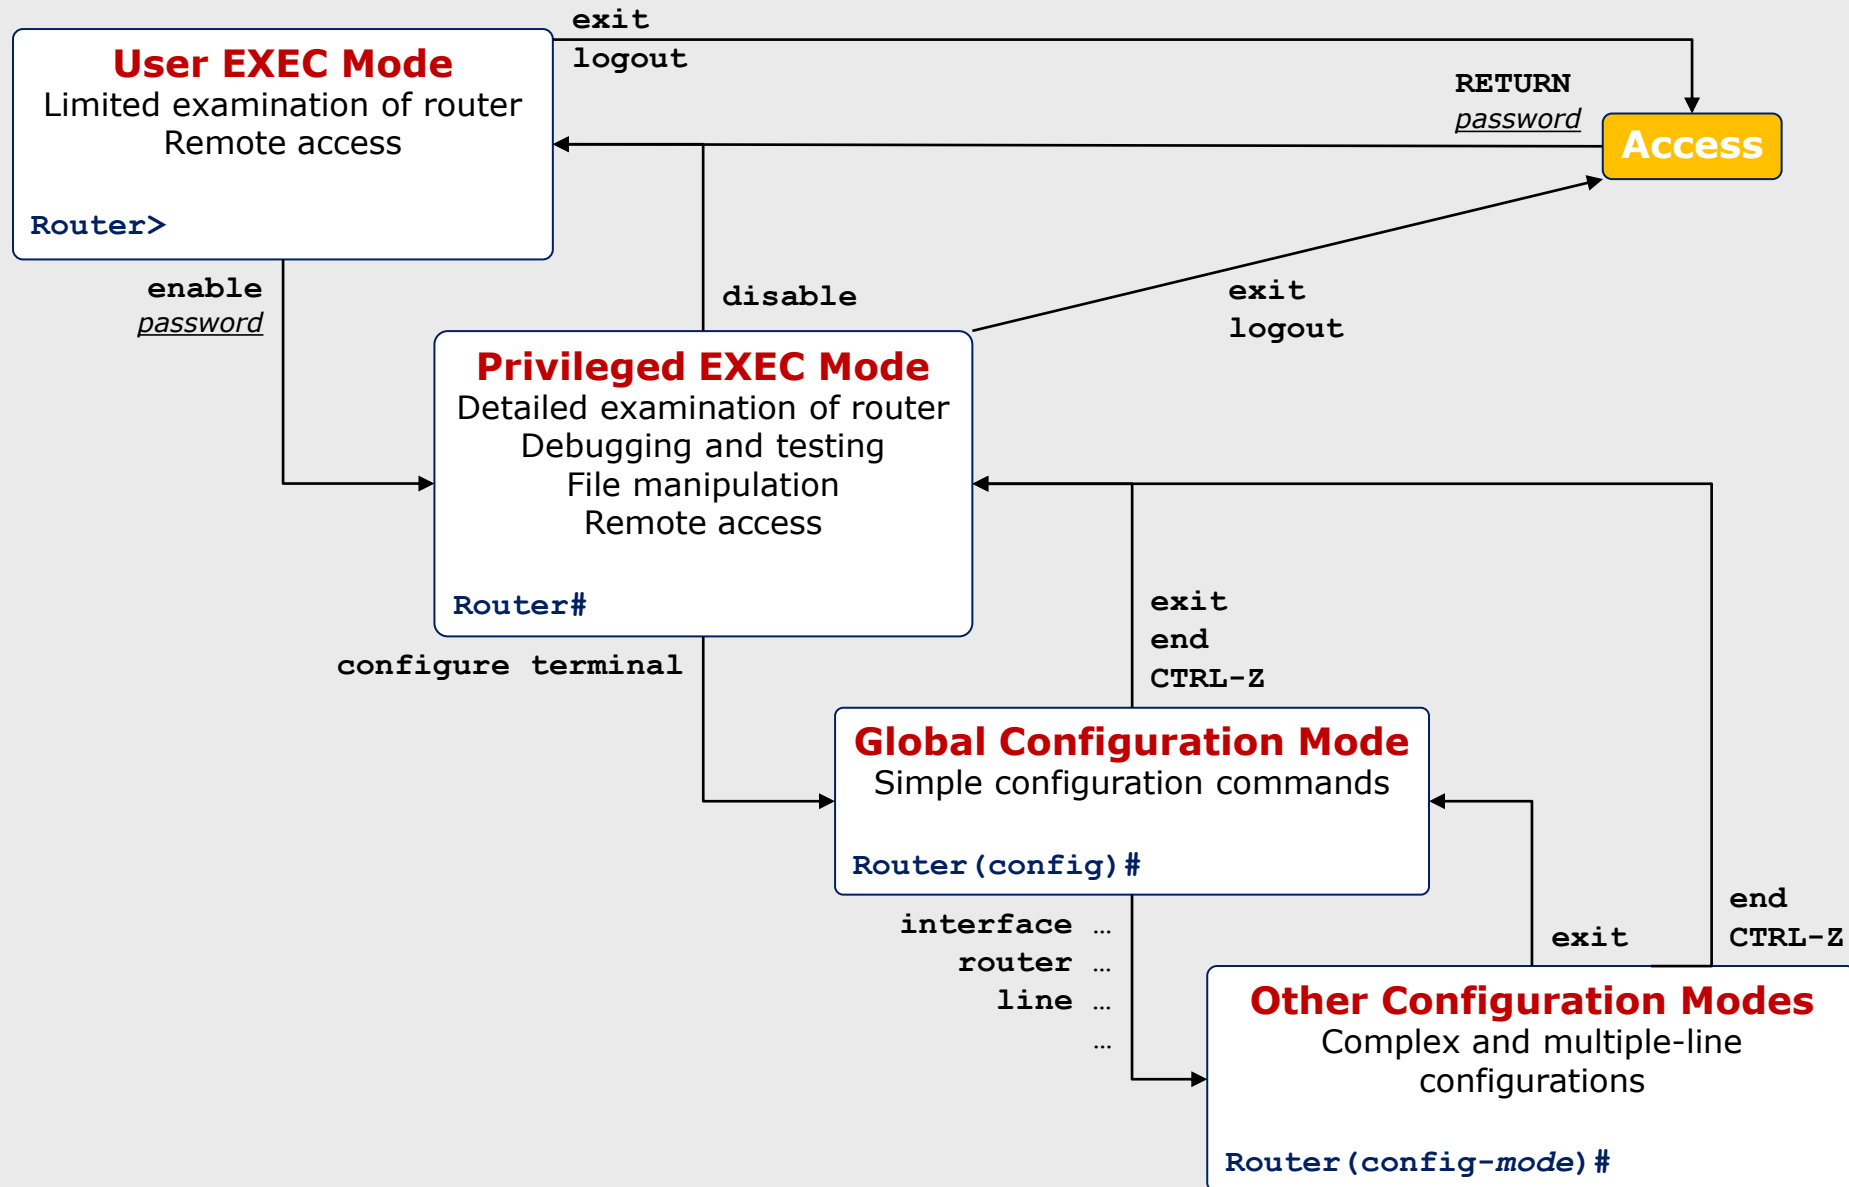 exit
logout
User EXEC Mode
Limited examination of router
Remote access
Router>
RETURN
password
Access
enable
password
disable
exit
logout
Privileged EXEC Mode
Detailed examination of router
Debugging and testing
File manipulation
Remote access
Router#
configure terminal
exit
end
CTRL-Z
Global Configuration Mode
Simple configuration commands
Router(config)#
interface …
router …
line …
…
exit
end
CTRL-Z
Other Configuration Modes
Complex and multiple-line
configurations
Router(config-mode)#